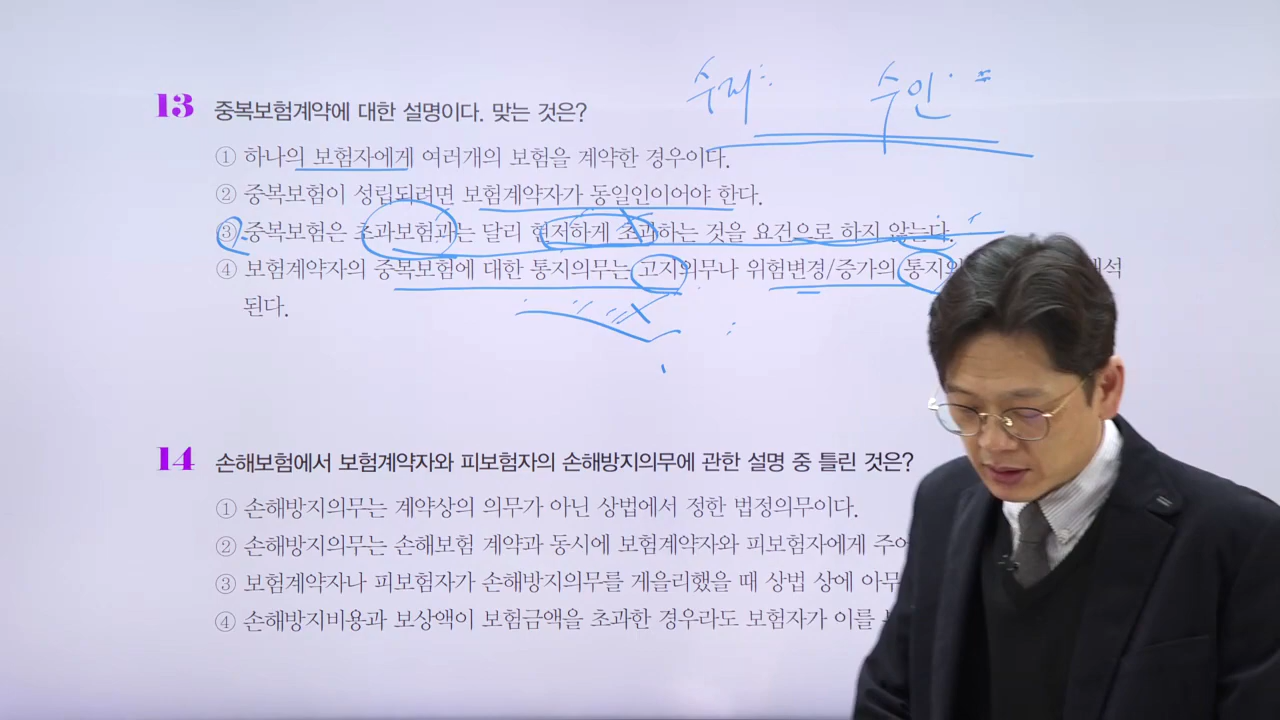 수재 수인
13 중복보험계약에 대한 설명이다. 맞는 것은?
① 하나의 보험자에게 여러개의 보험을 계약한 경우이다.
② 중복보험이 성립되려면 보험계약자가 동일인이어야 한다.
③ 중복보험은 초과보험과는 달리 현저하게 초과하는 것을 요건으로 하지 않는다.
④ 보험계약자의 중복보험에 대한 통지의무는 고지의무나 위험변경/증가의 통지의
된다.
14 손해보험에서 보험계약자와 피보험자의 손해방지의무에 관한 설명 중 틀린 것은?
① 손해방지의무는 계약상의 의무가 아닌 상법에서 정한 법정의무이다.
② 손해방지의무는 손해보험 계약과 동시에 보험계약자와 피보험자에게
③ 보험계약자나 피보험자가 손해방지의무를 게을리했을 때 상법 상에 아무
④ 손해방지비용과 보상액이 보험금액을 초과한 경우라도 보험자가 이를